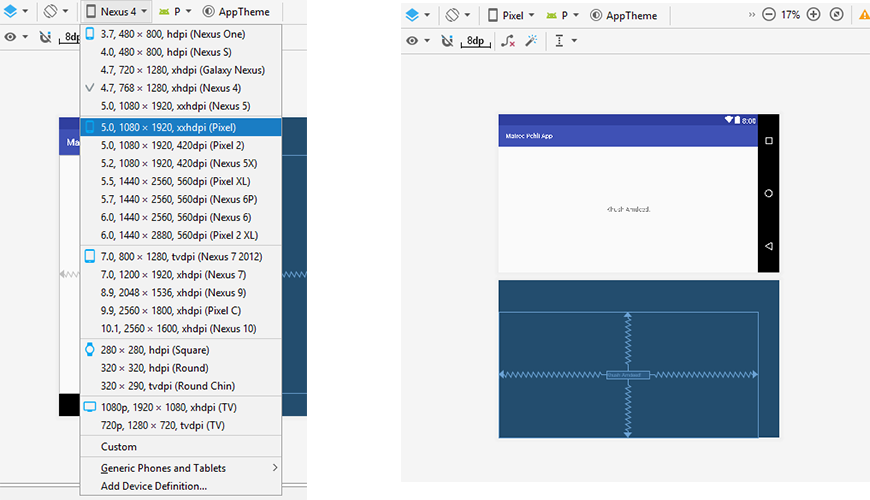 Nexus 4 P AppTheme
8dp
3.7, 480 × 800, hdpi (Nexus One)
4.0, 480 × 800, hdpi (Nexus S)
4.7, 720 × 1280, xhdpi (Galaxy Nexus)
4.7, 768 × 1280, xhdpi (Nexus 4)
5.0, 1080 × 1920, xxhdpi (Nexus 5)
5.0, 1080 × 1920, xxhdpi (Pixel)
5.0, 1080 × 1920, 420dpi (Pixel 2)
5.2, 1080 × 1920, 420dpi (Nexus 5X)
5.5, 1440 × 2560, 560dpi (Pixel XL)
5.7, 1440 × 2560, 560dpi (Nexus 6P)
6.0, 1440 × 2560, 560dpi (Nexus 6)
6.0, 1440 × 2880, 560dpi (Pixel 2 XL)
7.0, 800 × 1280, tvdpi (Nexus 7 2012)
7.0, 1200 × 1920, xhdpi (Nexus 7)
8.9, 2048 × 1536, xhdpi (Nexus 9)
9.9, 2560 × 1800, xhdpi (Pixel C)
10.1, 2560 × 1600, xhdpi (Nexus 10)
280 × 280, hdpi (Square)
320 × 320, hdpi (Round)
320 × 290, tvdpi (Round Chin)
1080p, 1920 × 1080, xhdpi (TV)
720p, 1280 × 720, tvdpi (TV)
Custom
Generic Phones and Tablets
Add Device Definition...
Ma
Pixel P AppTheme » 17%
8dp
8:00
Mairoc Pehli App
Khush Amdeed!